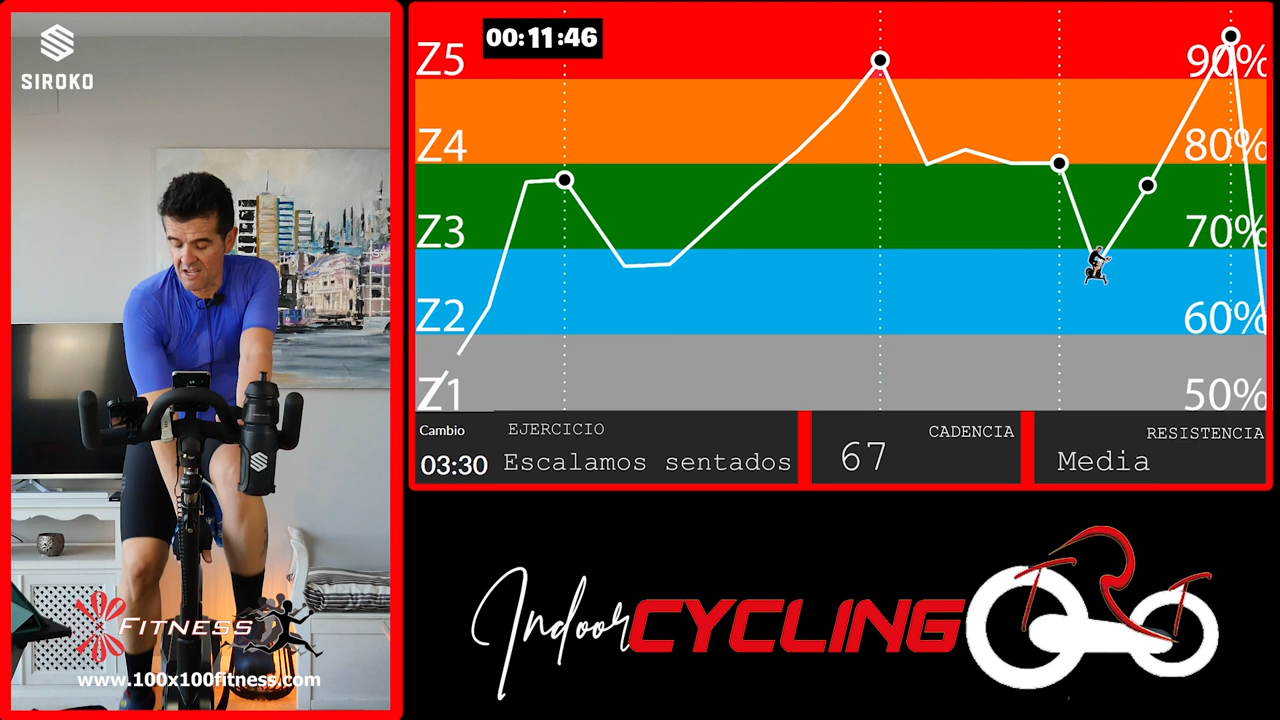 SIROKO
FITNESS
www.100x100fitness.com
00:11:46
Z5
90%
Z4
80%
Z3
70%
Z2
60%
Z1
50%
Cambio
03:30
EJERCICIO
Escalamos sentados
67
CADENCIA
RESISTENCIA
Media
Indoor CYCLING